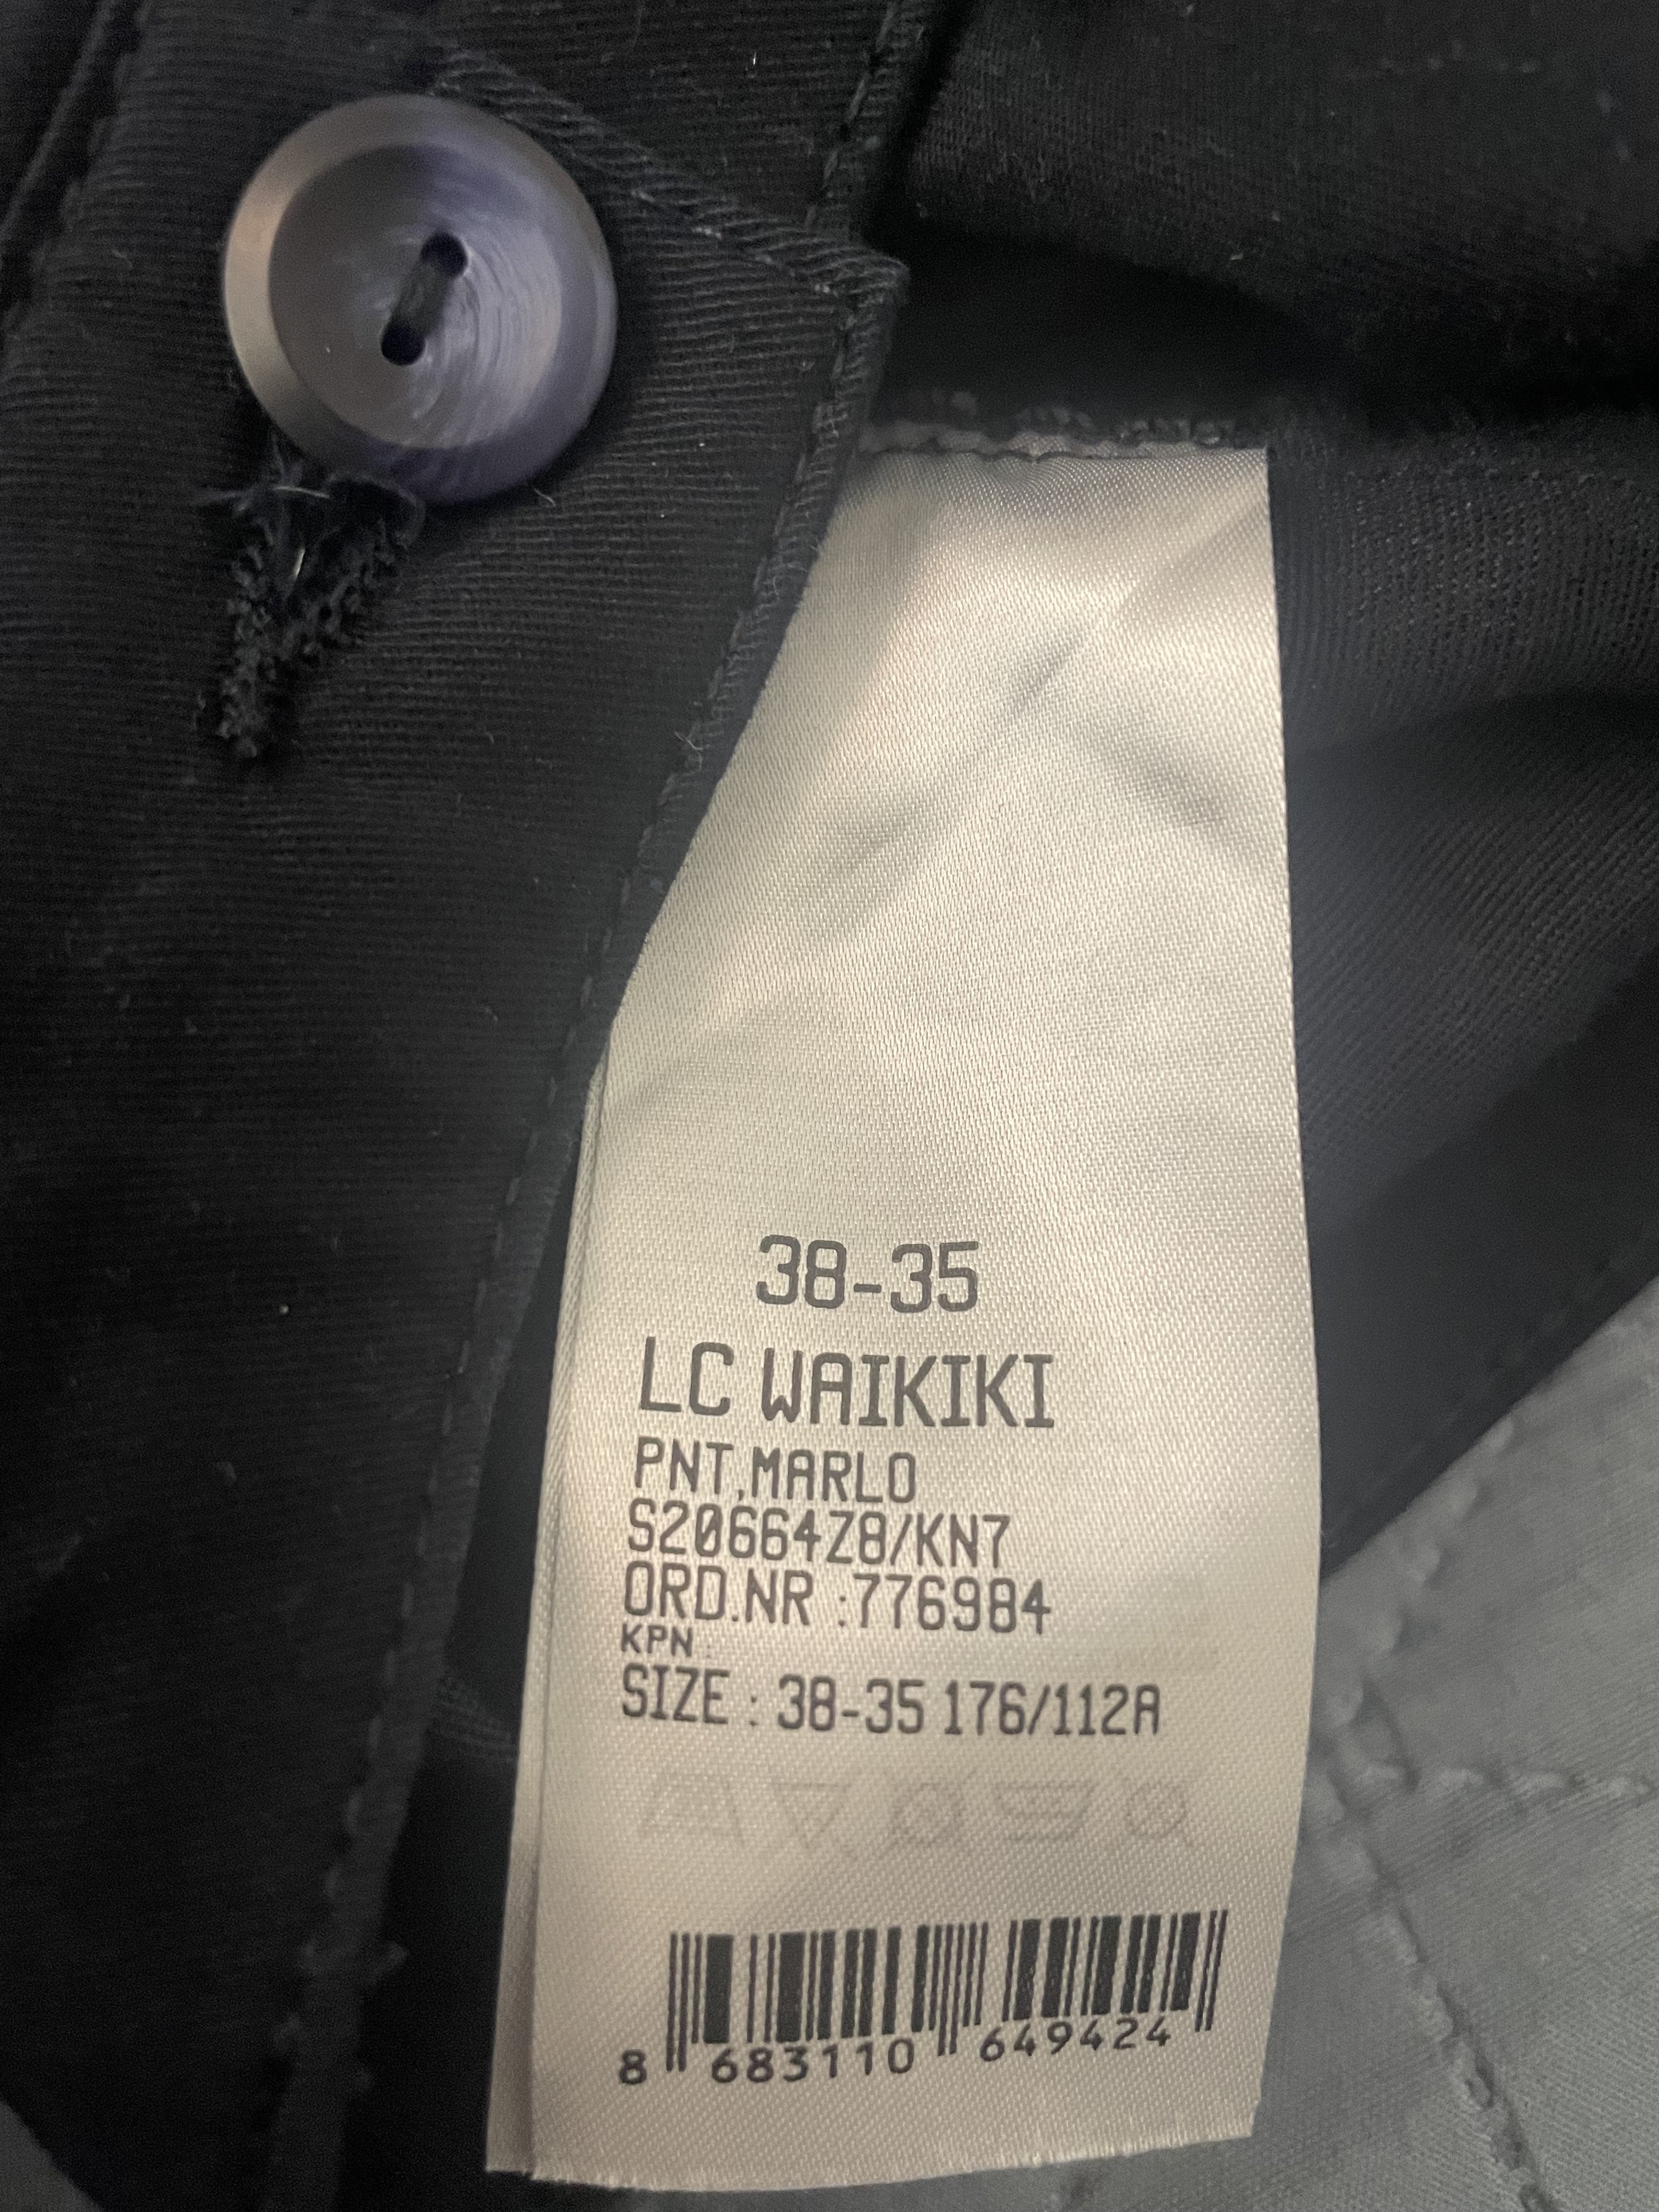 38-35
LC WAIKIKI
PNT,MARLO
S20664Z8/KN7
ORD.NR :776984
KPN :
SIZE : 38-35 176/112A
8 683110 649424